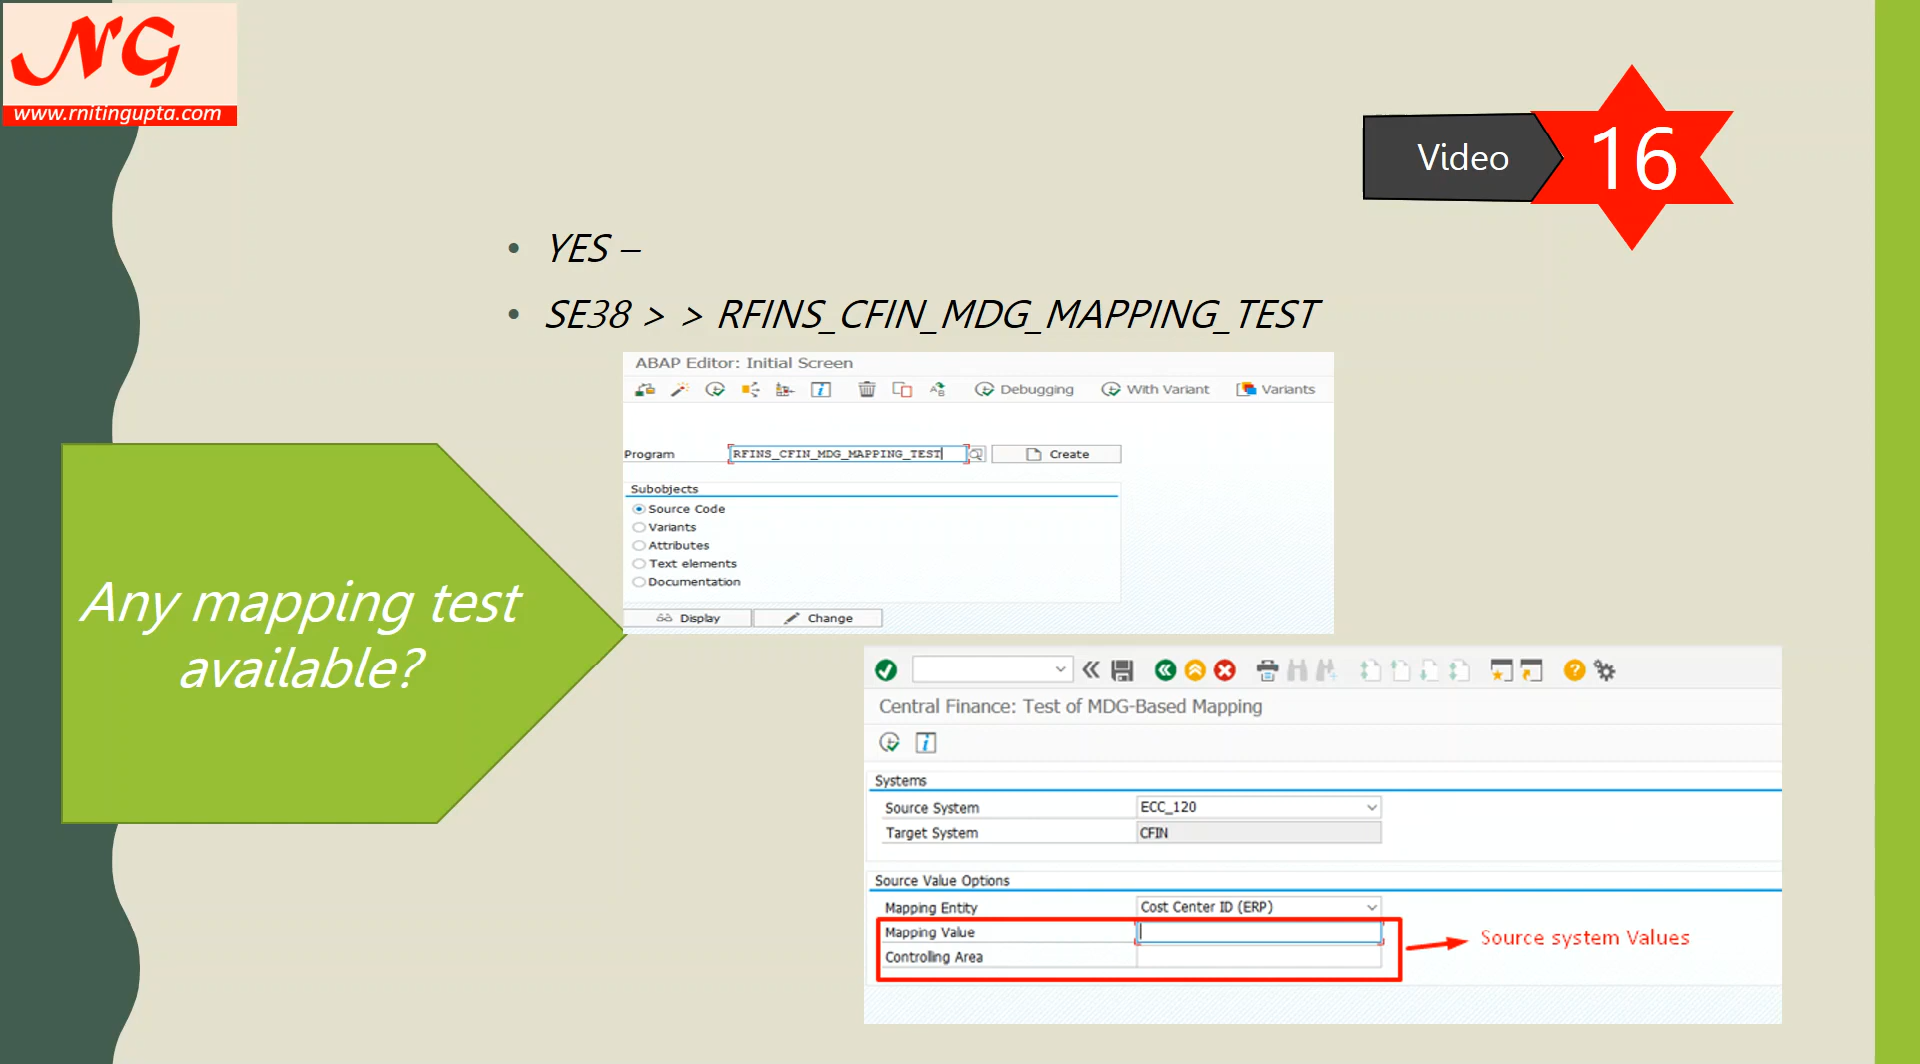 NG
www.rnitingupta.com
Video
16
• YES –
• SE38 > > RFINS_CFIN_MDG_MAPPING_TEST
Any mapping test
available?
ABAP Editor: Initial Screen
Debugging With Variant Variants
Program RFINS_CFIN_MDG_MAPPING_TEST Create
Subobjects
Source Code
Variants
Attributes
Text elements
Documentation
Display Change
Central Finance: Test of MDG-Based Mapping
Systems
Source System ECC_120
Target System CFIN
Source Value Options
Mapping Entity Cost Center ID (ERP)
Mapping Value
Controlling Area
Source system Values